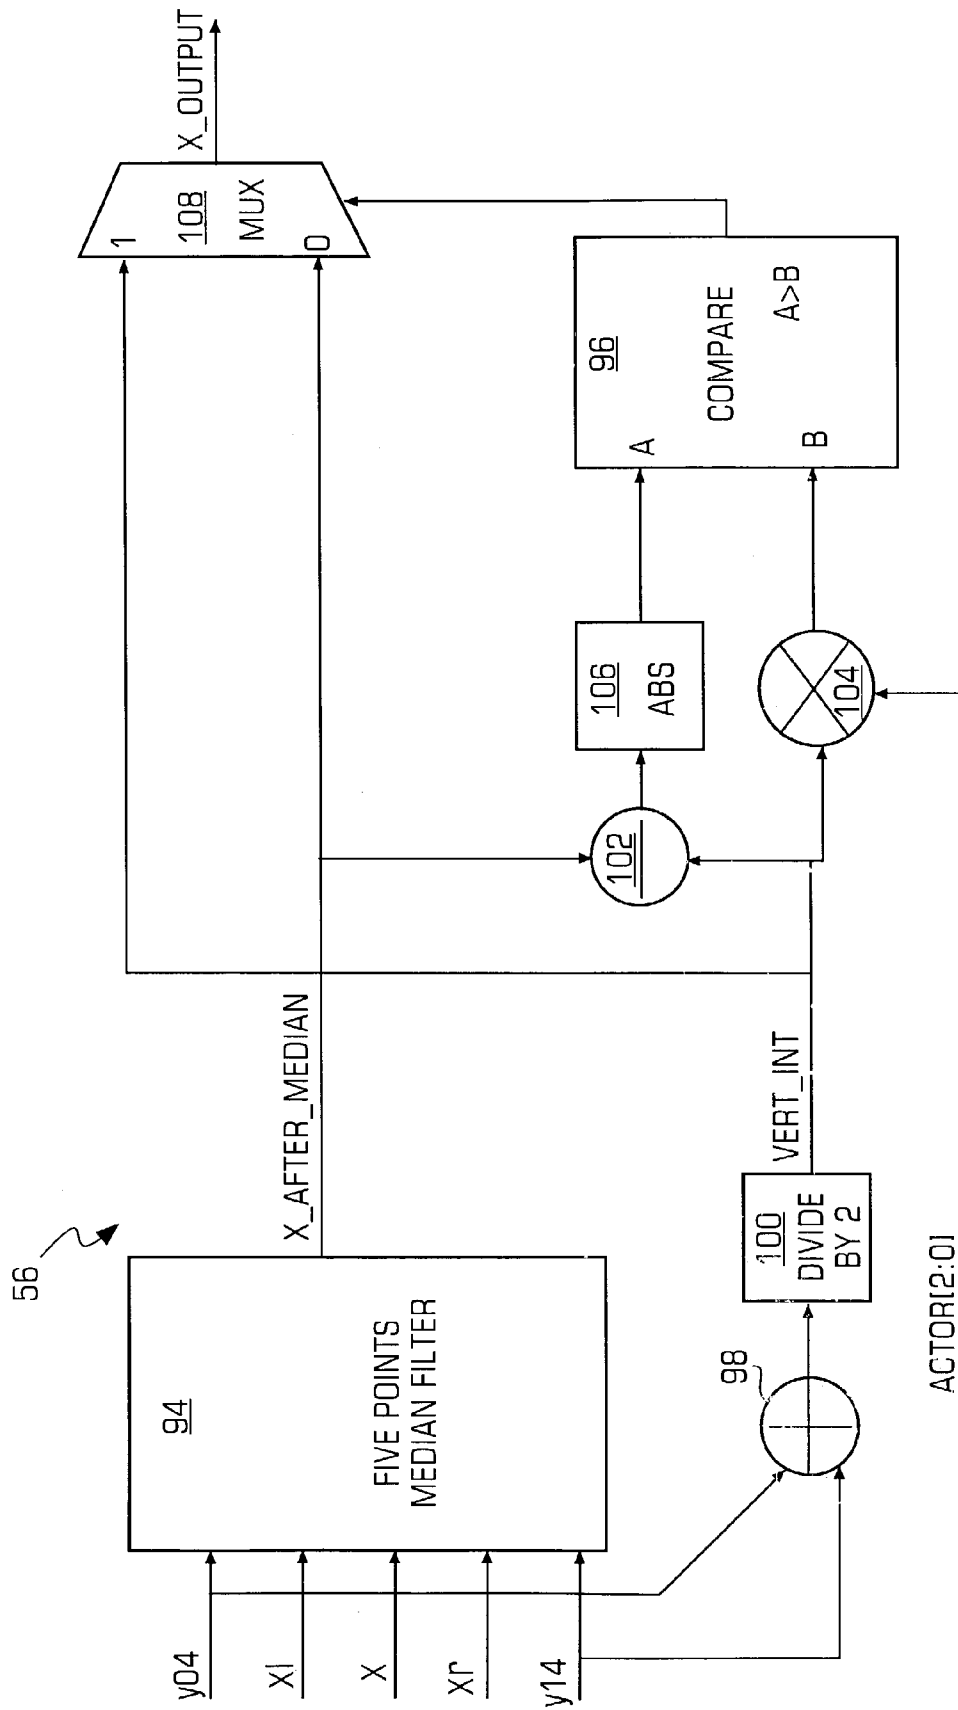 56
y04
Xl
X
Xr
y14
94
FIVE POINTS
MEDIAN FILTER
X_AFTER_MEDIAN
98
100
DIVIDE
BY 2
VERT_INT
102
106
ABS
104
96
A
COMPARE
A>B
B
1
108
MUX
0
X_OUTPUT
ACTOR[2:0]